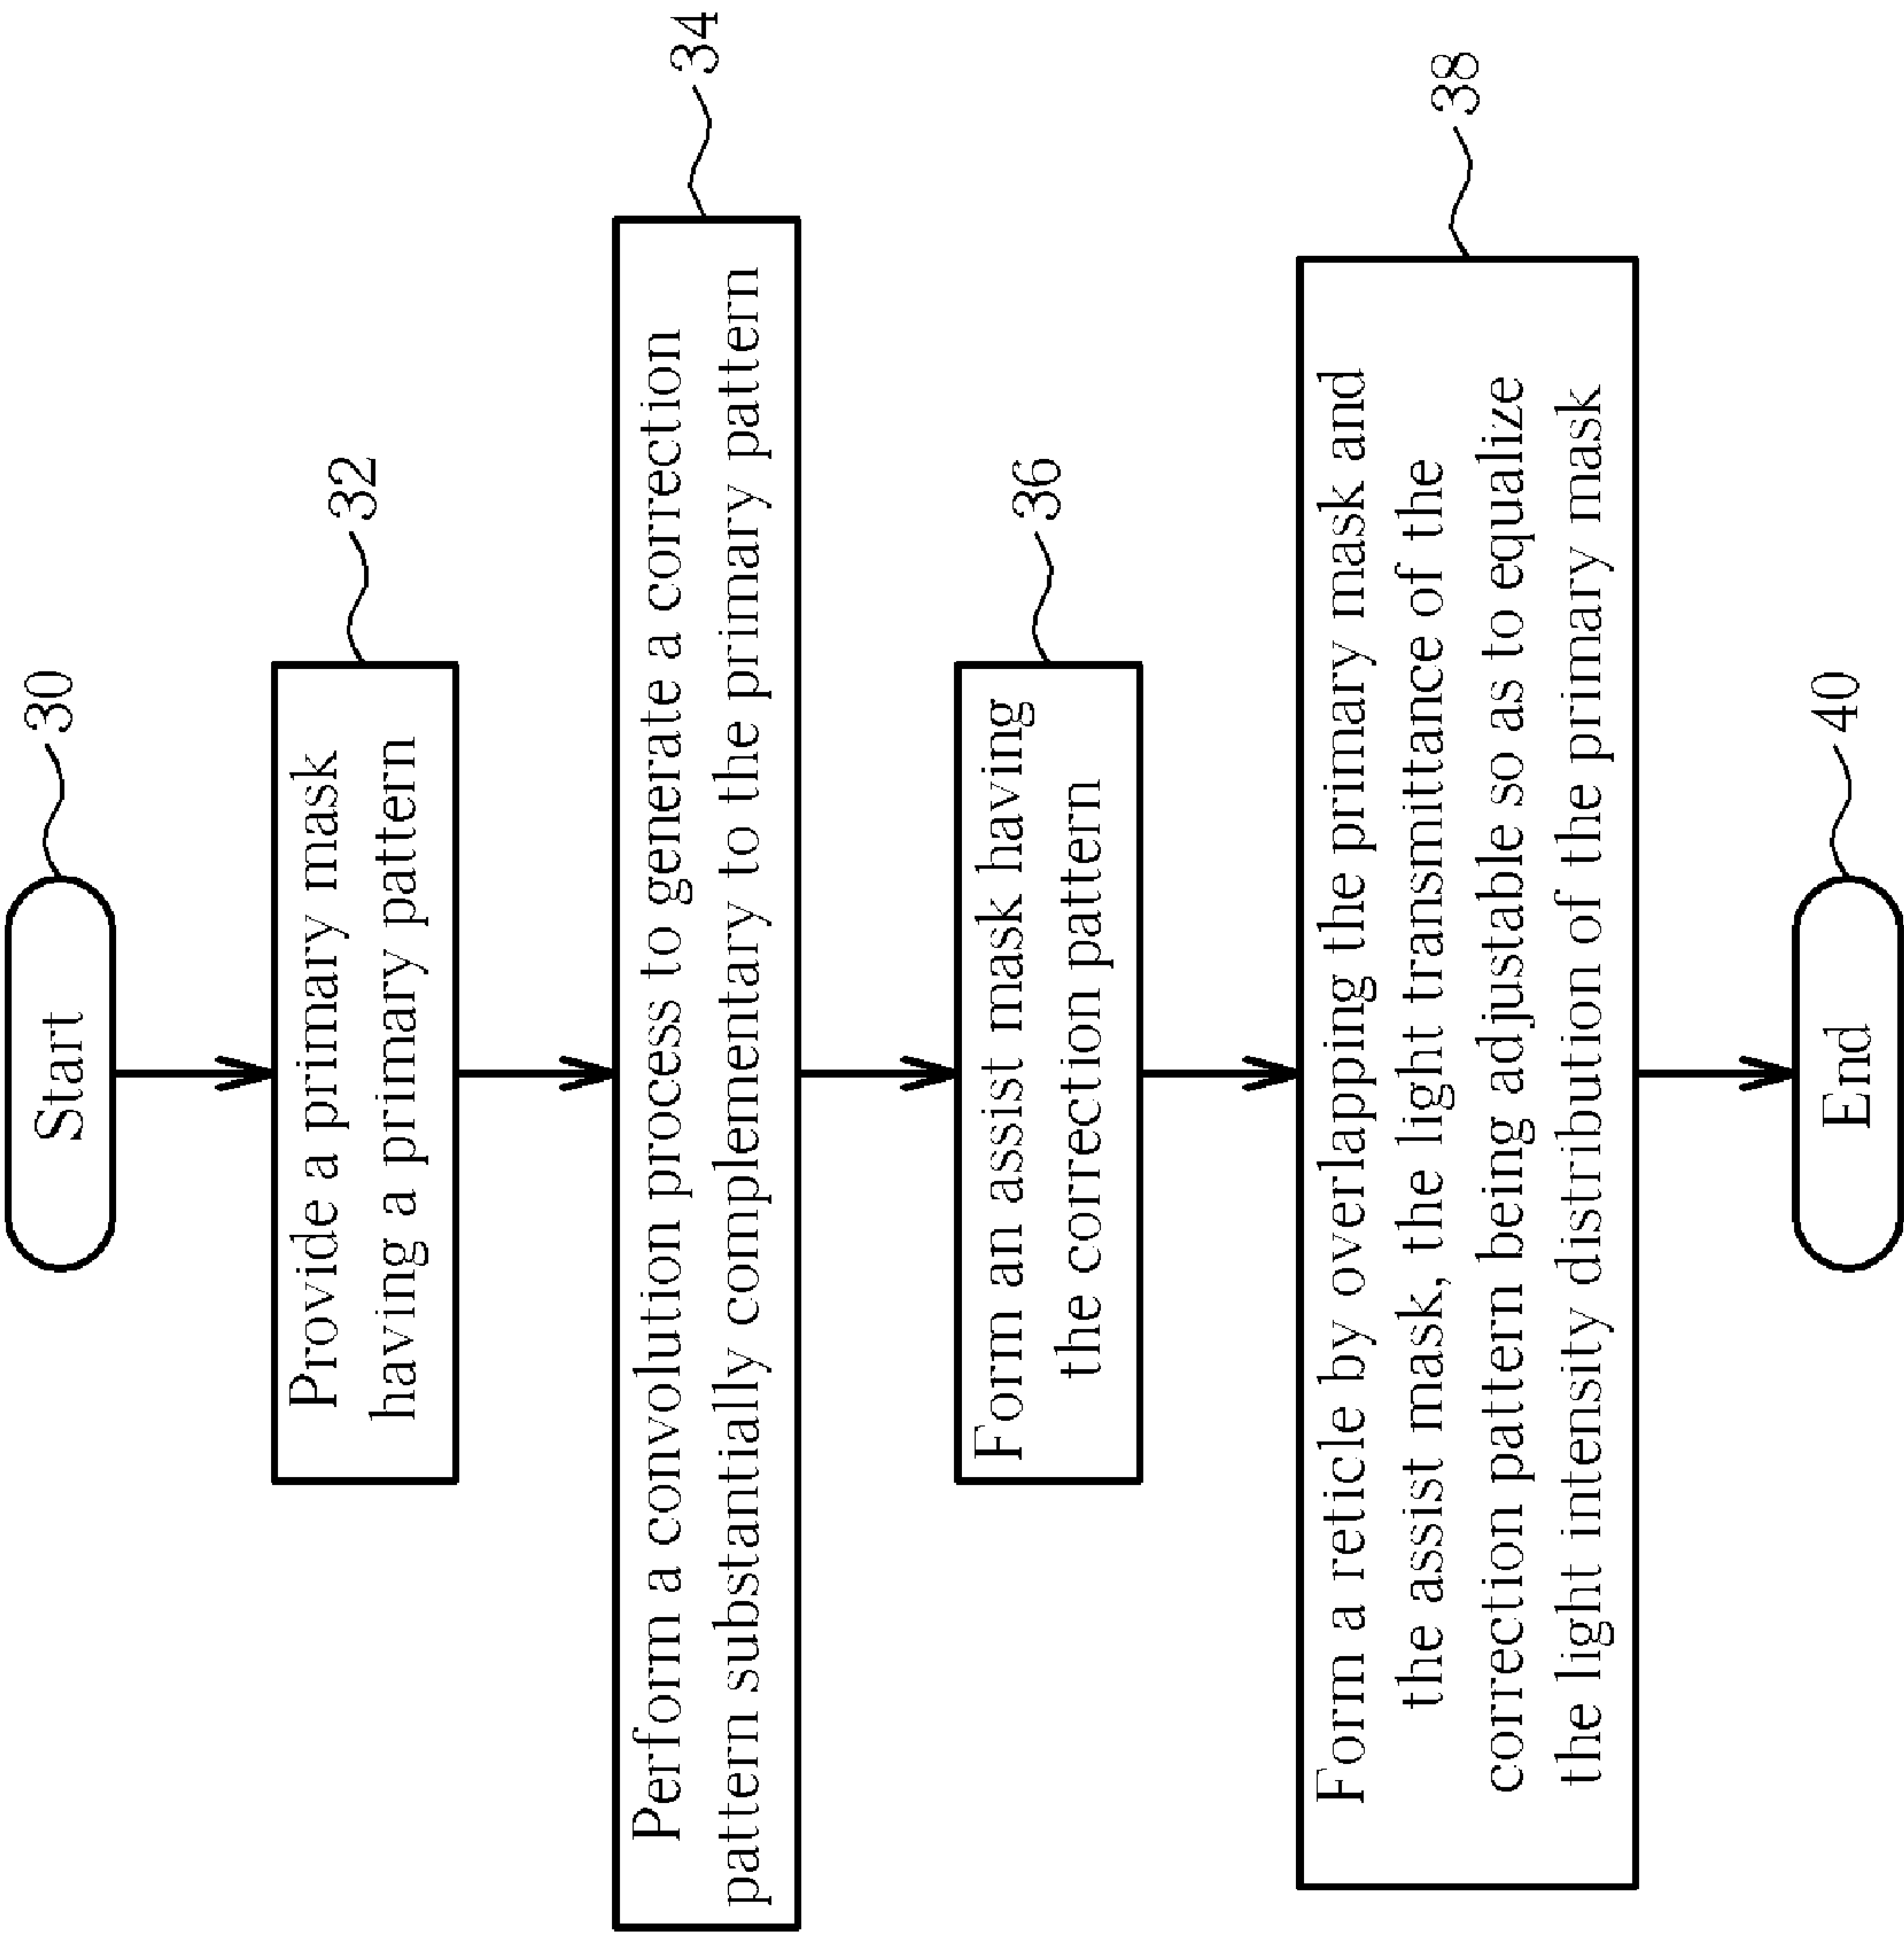 Start
30
Provide a primary mask
having a primary pattern
32
Perform a convolution process to generate a correction
pattern substantially complementary to the primary pattern
34
Form an assist mask having
the correction pattern
36
Form a reticle by overlapping the primary mask and
the assist mask, the light transmittance of the
correction pattern being adjustable so as to equalize
the light intensity distribution of the primary mask
38
End
40